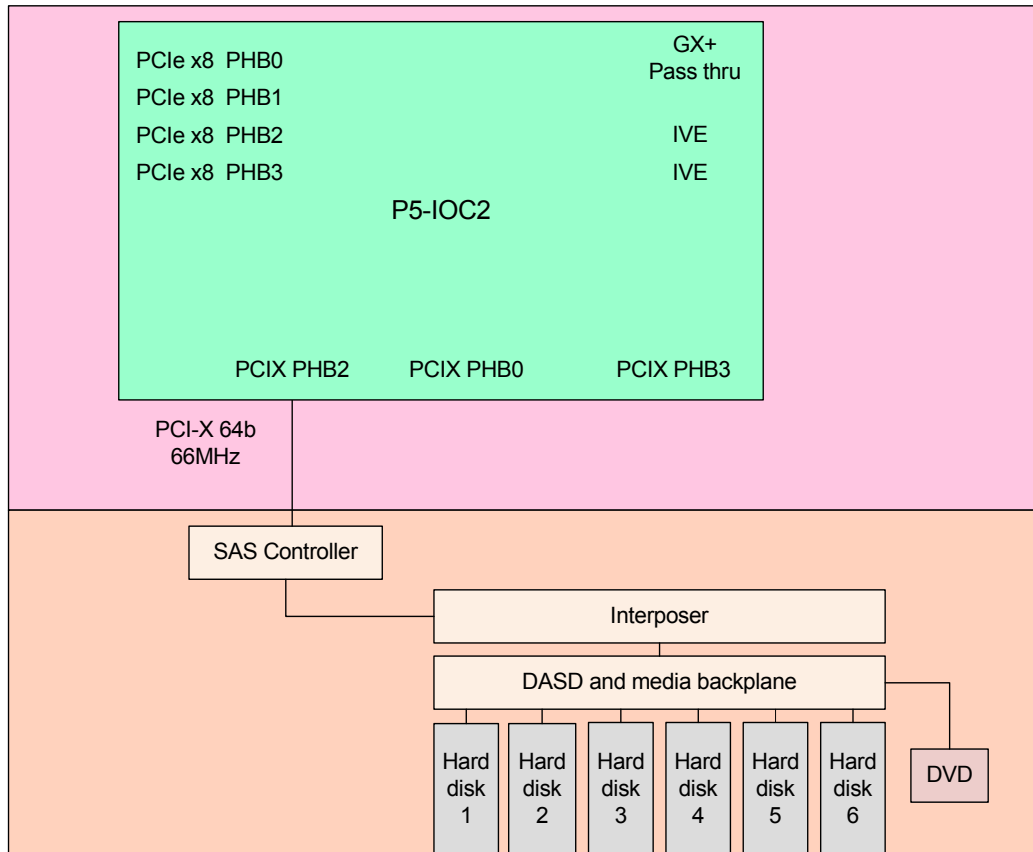 PCIe x8 PHB0
GX+
Pass thru
PCIe x8 PHB1
PCIe x8 PHB2
IVE
PCIe x8 PHB3
IVE
P5-IOC2
PCIX PHB2
PCIX PHB0
PCIX PHB3
PCI-X 64b
66MHz
SAS Controller
Interposer
DASD and media backplane
Hard
disk
1
Hard
disk
2
Hard
disk
3
Hard
disk
4
Hard
disk
5
Hard
disk
6
DVD